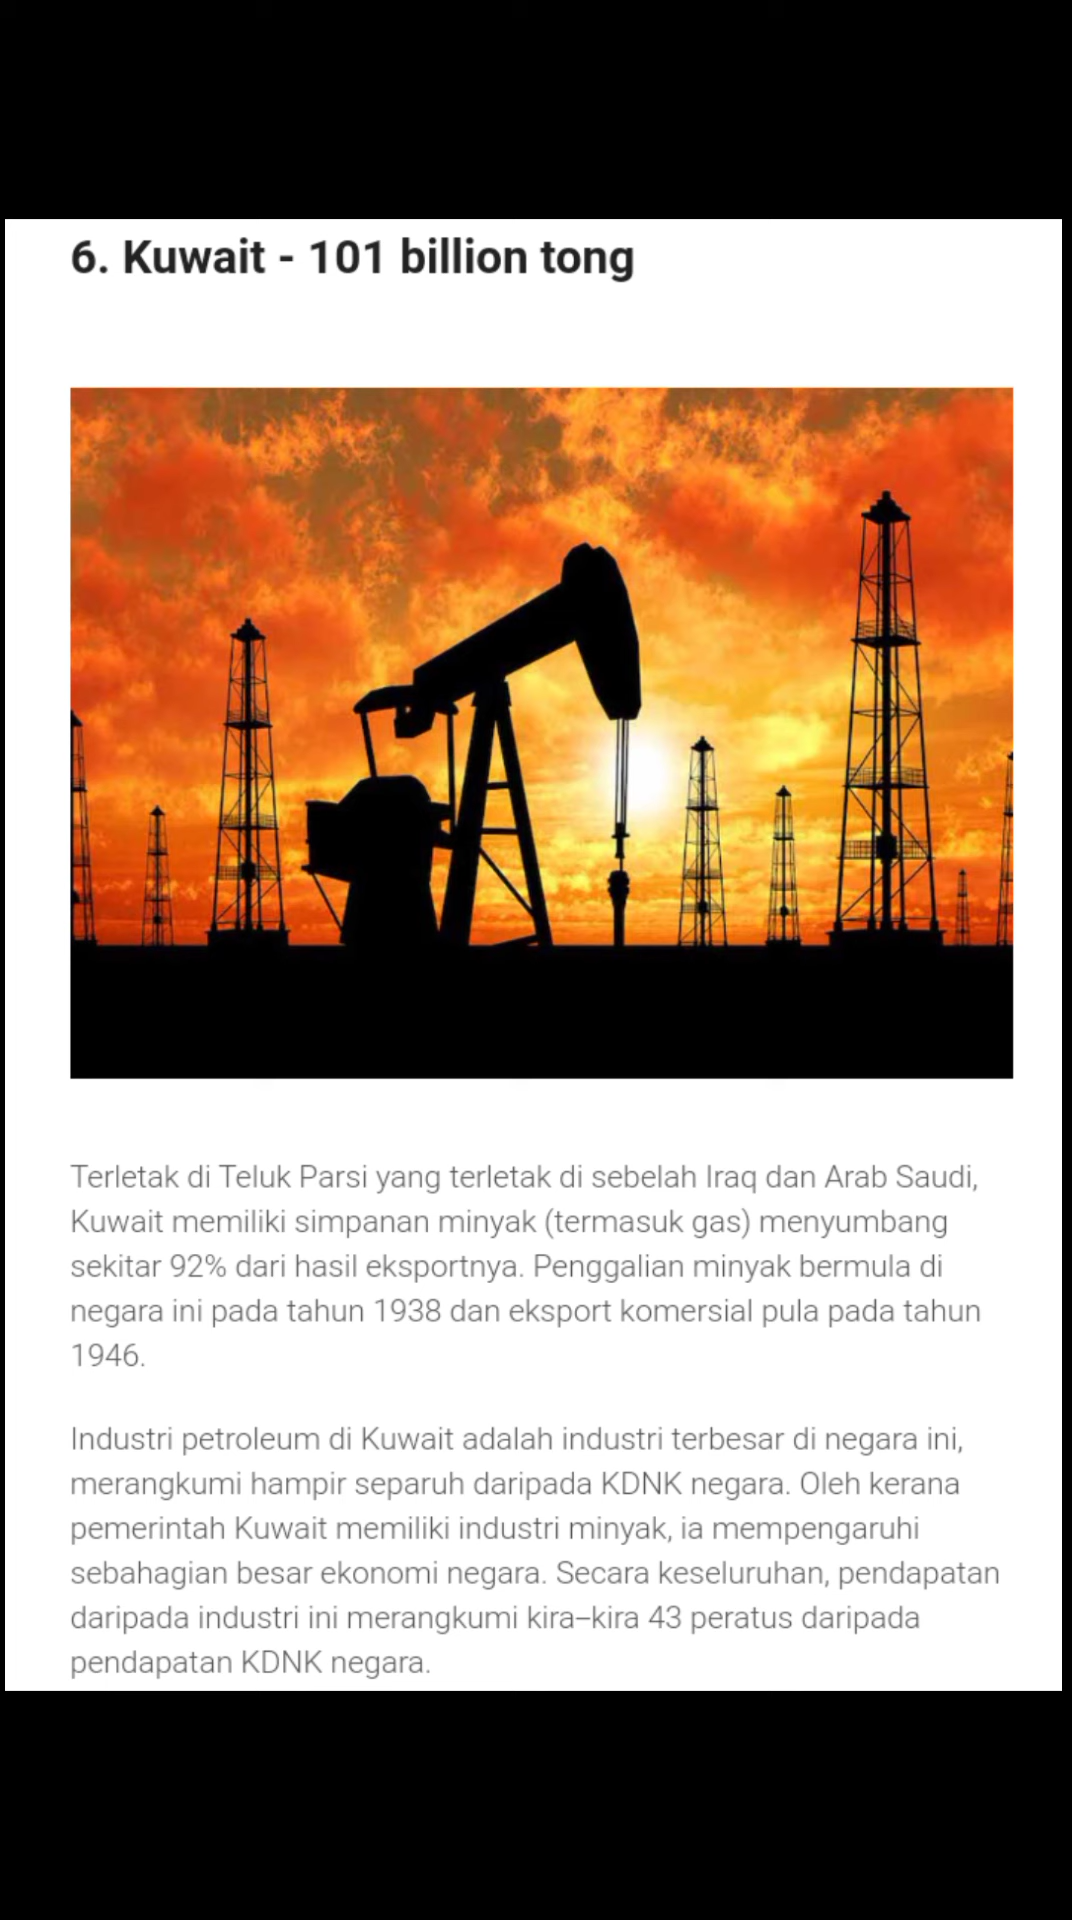 6. Kuwait - 101 billion tong
Terletak di Teluk Parsi yang terletak di sebelah Iraq dan Arab Saudi,
Kuwait memiliki simpanan minyak (termasuk gas) menyumbang
sekitar 92% dari hasil eksportnya. Penggalian minyak bermula di
negara ini pada tahun 1938 dan eksport komersial pula pada tahun
1946.
Industri petroleum di Kuwait adalah industri terbesar di negara ini,
merangkumi hampir separuh daripada KDNK negara. Oleh kerana
pemerintah Kuwait memiliki industri minyak, ia mempengaruhi
sebahagian besar ekonomi negara. Secara keseluruhan, pendapatan
daripada industri ini merangkumi kira–kira 43 peratus daripada
pendapatan KDNK negara.